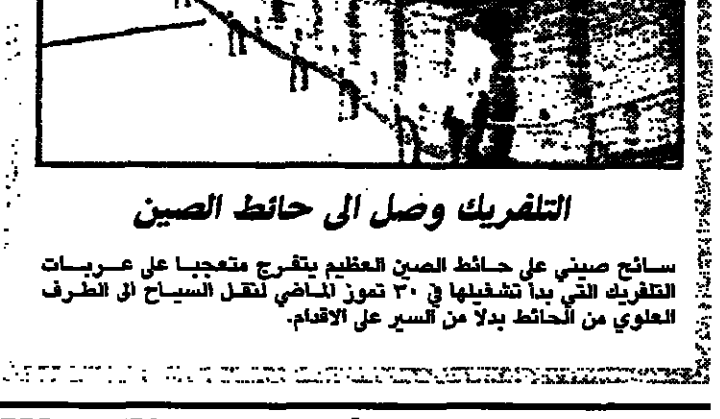 التلفريك وصل الى حائط الصين
سائح صيني على حائط الصين العظيم يتفرج متعجبا على عربات
التلفريك التي بدا تشغيلها في ٣٠ تموز الماضي لنقل السياح الى الطرف
العلوي من الحائط بدلا من السير على الاقدام.